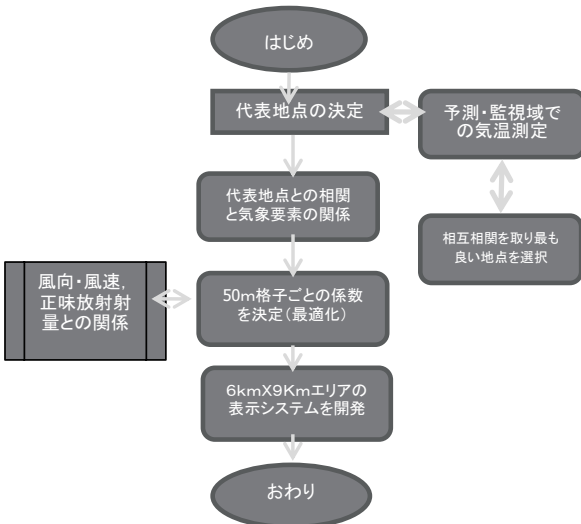 はじめ
代表地点の決定
予測・監視域で
の気温測定
代表地点との相関
と気象要素の関係
相互相関を取り最も
良い地点を選択
風向・風速,
正味放射射
量との関係
50m格子ごとの係数
を決定(最適化)
6kmX9Kmエリアの
表示システムを開発
おわり